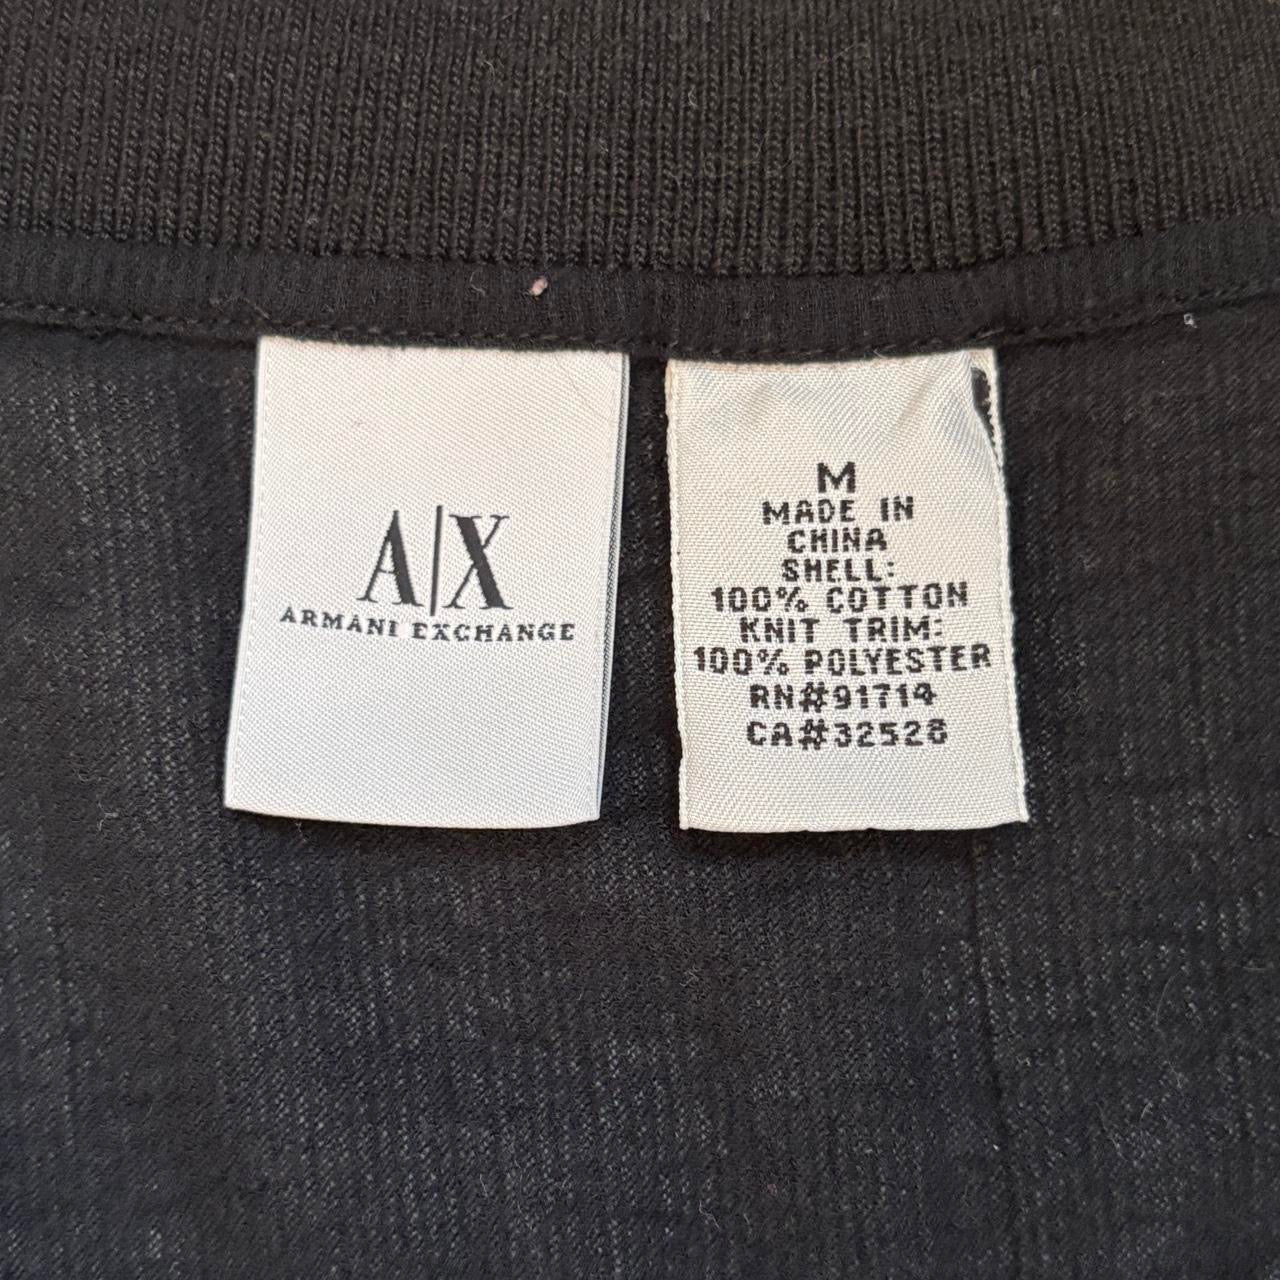 A|X
ARMANI EXCHANGE
M
MADE IN
CHINA
SHELL:
100% COTTON
KNIT TRIM:
100% POLYESTER
RN#91714
CA#32528